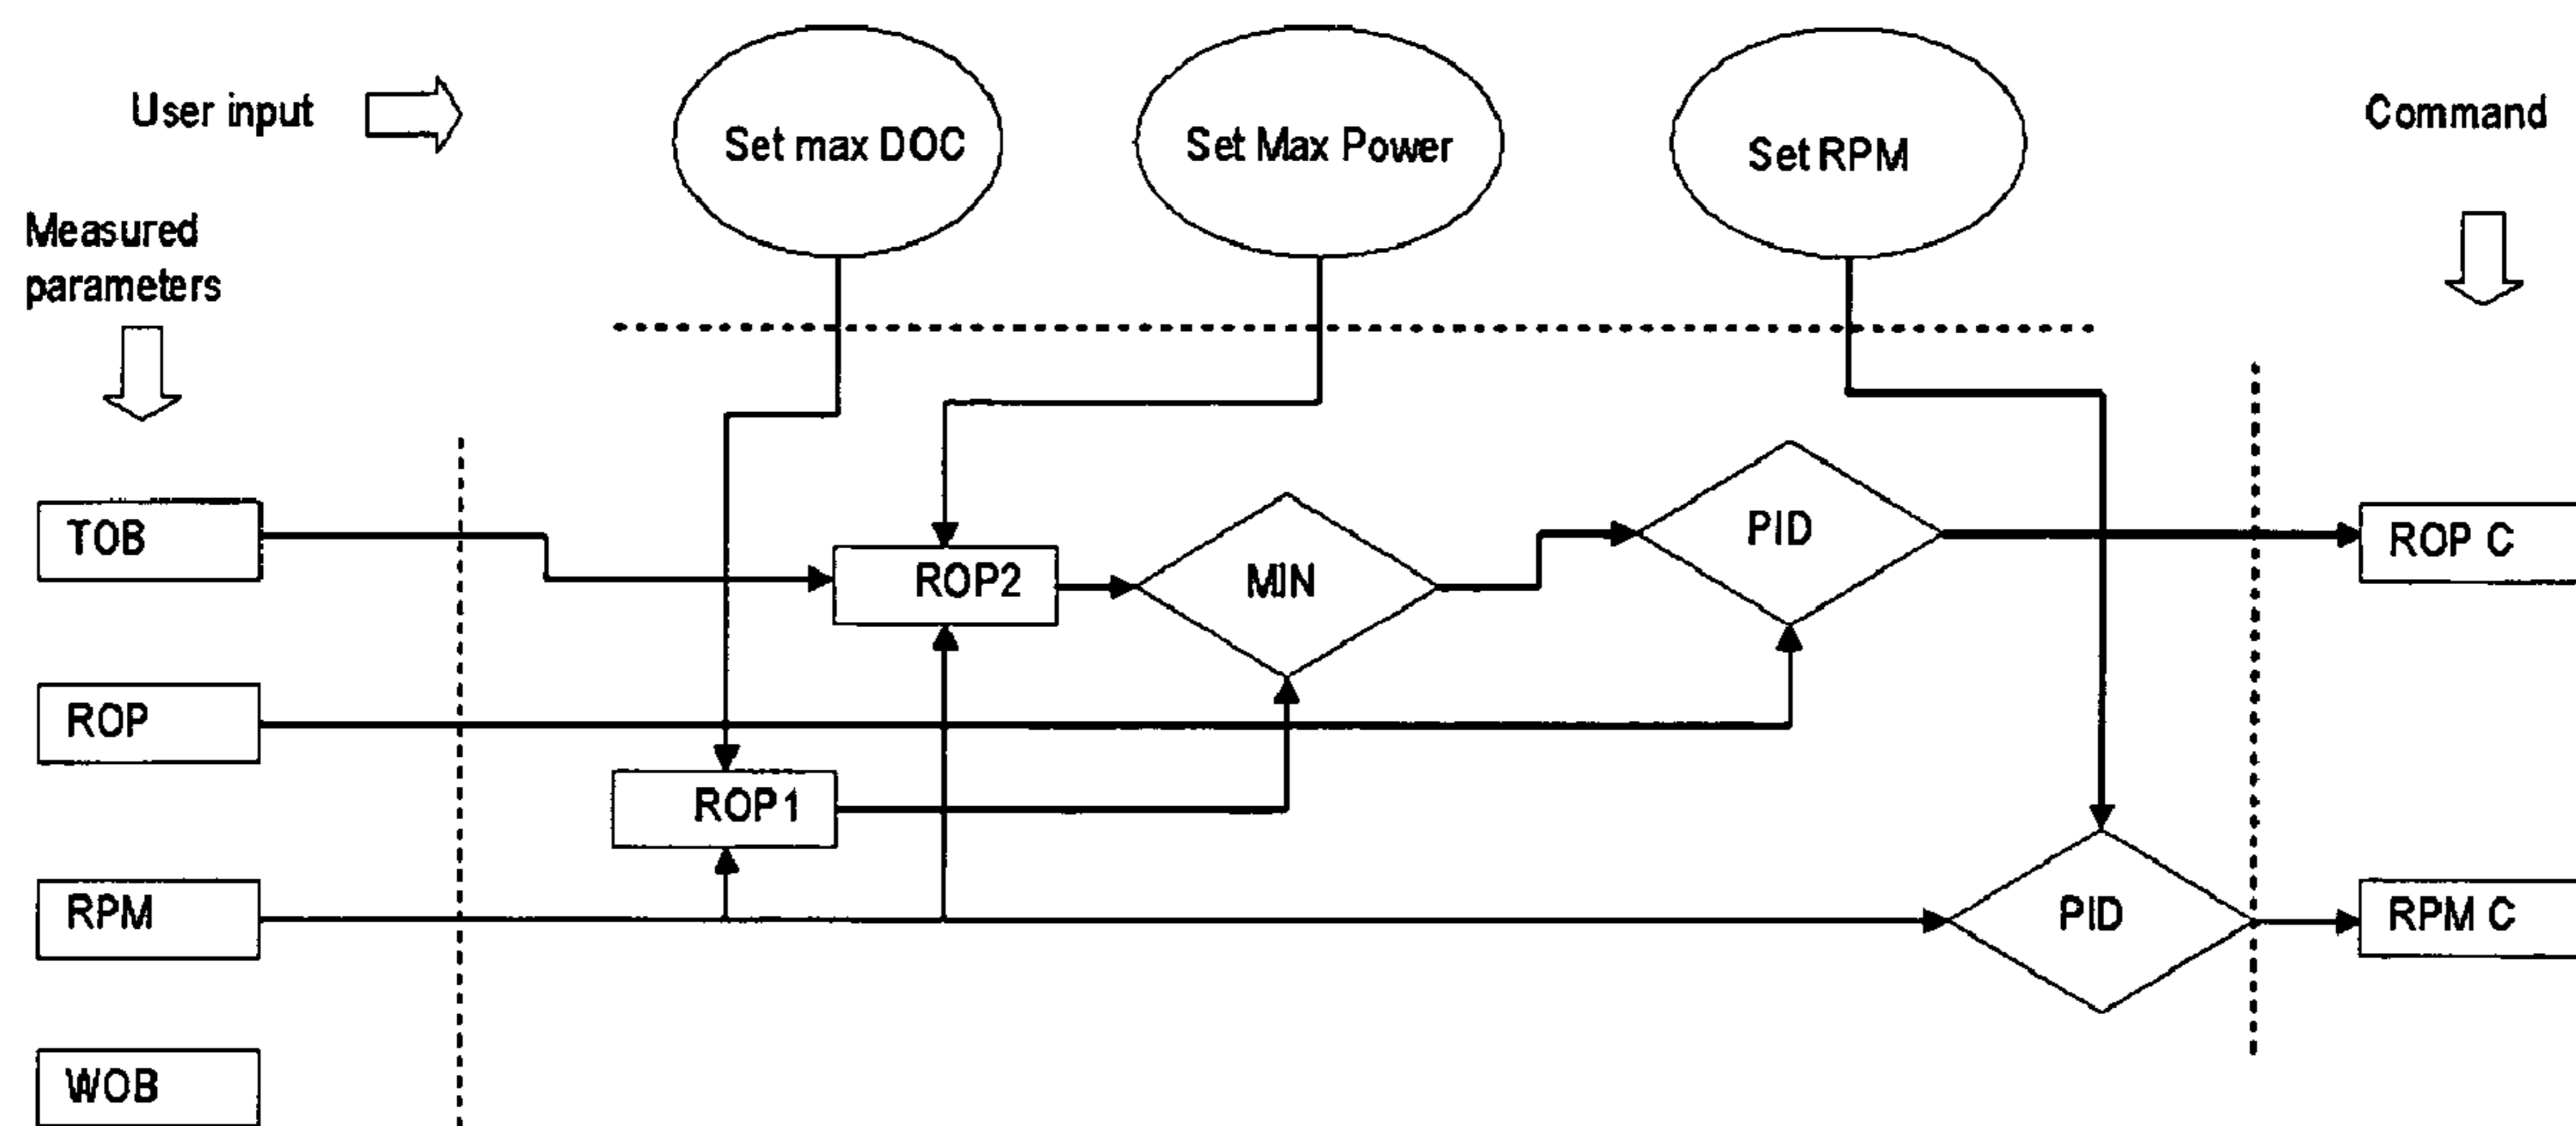 User input
Set max DOC
Set Max Power
Set RPM
Command
Measured
parameters
TOB
ROP2
MIN
PID
ROP C
ROP
ROP1
RPM
PID
RPM C
WOB